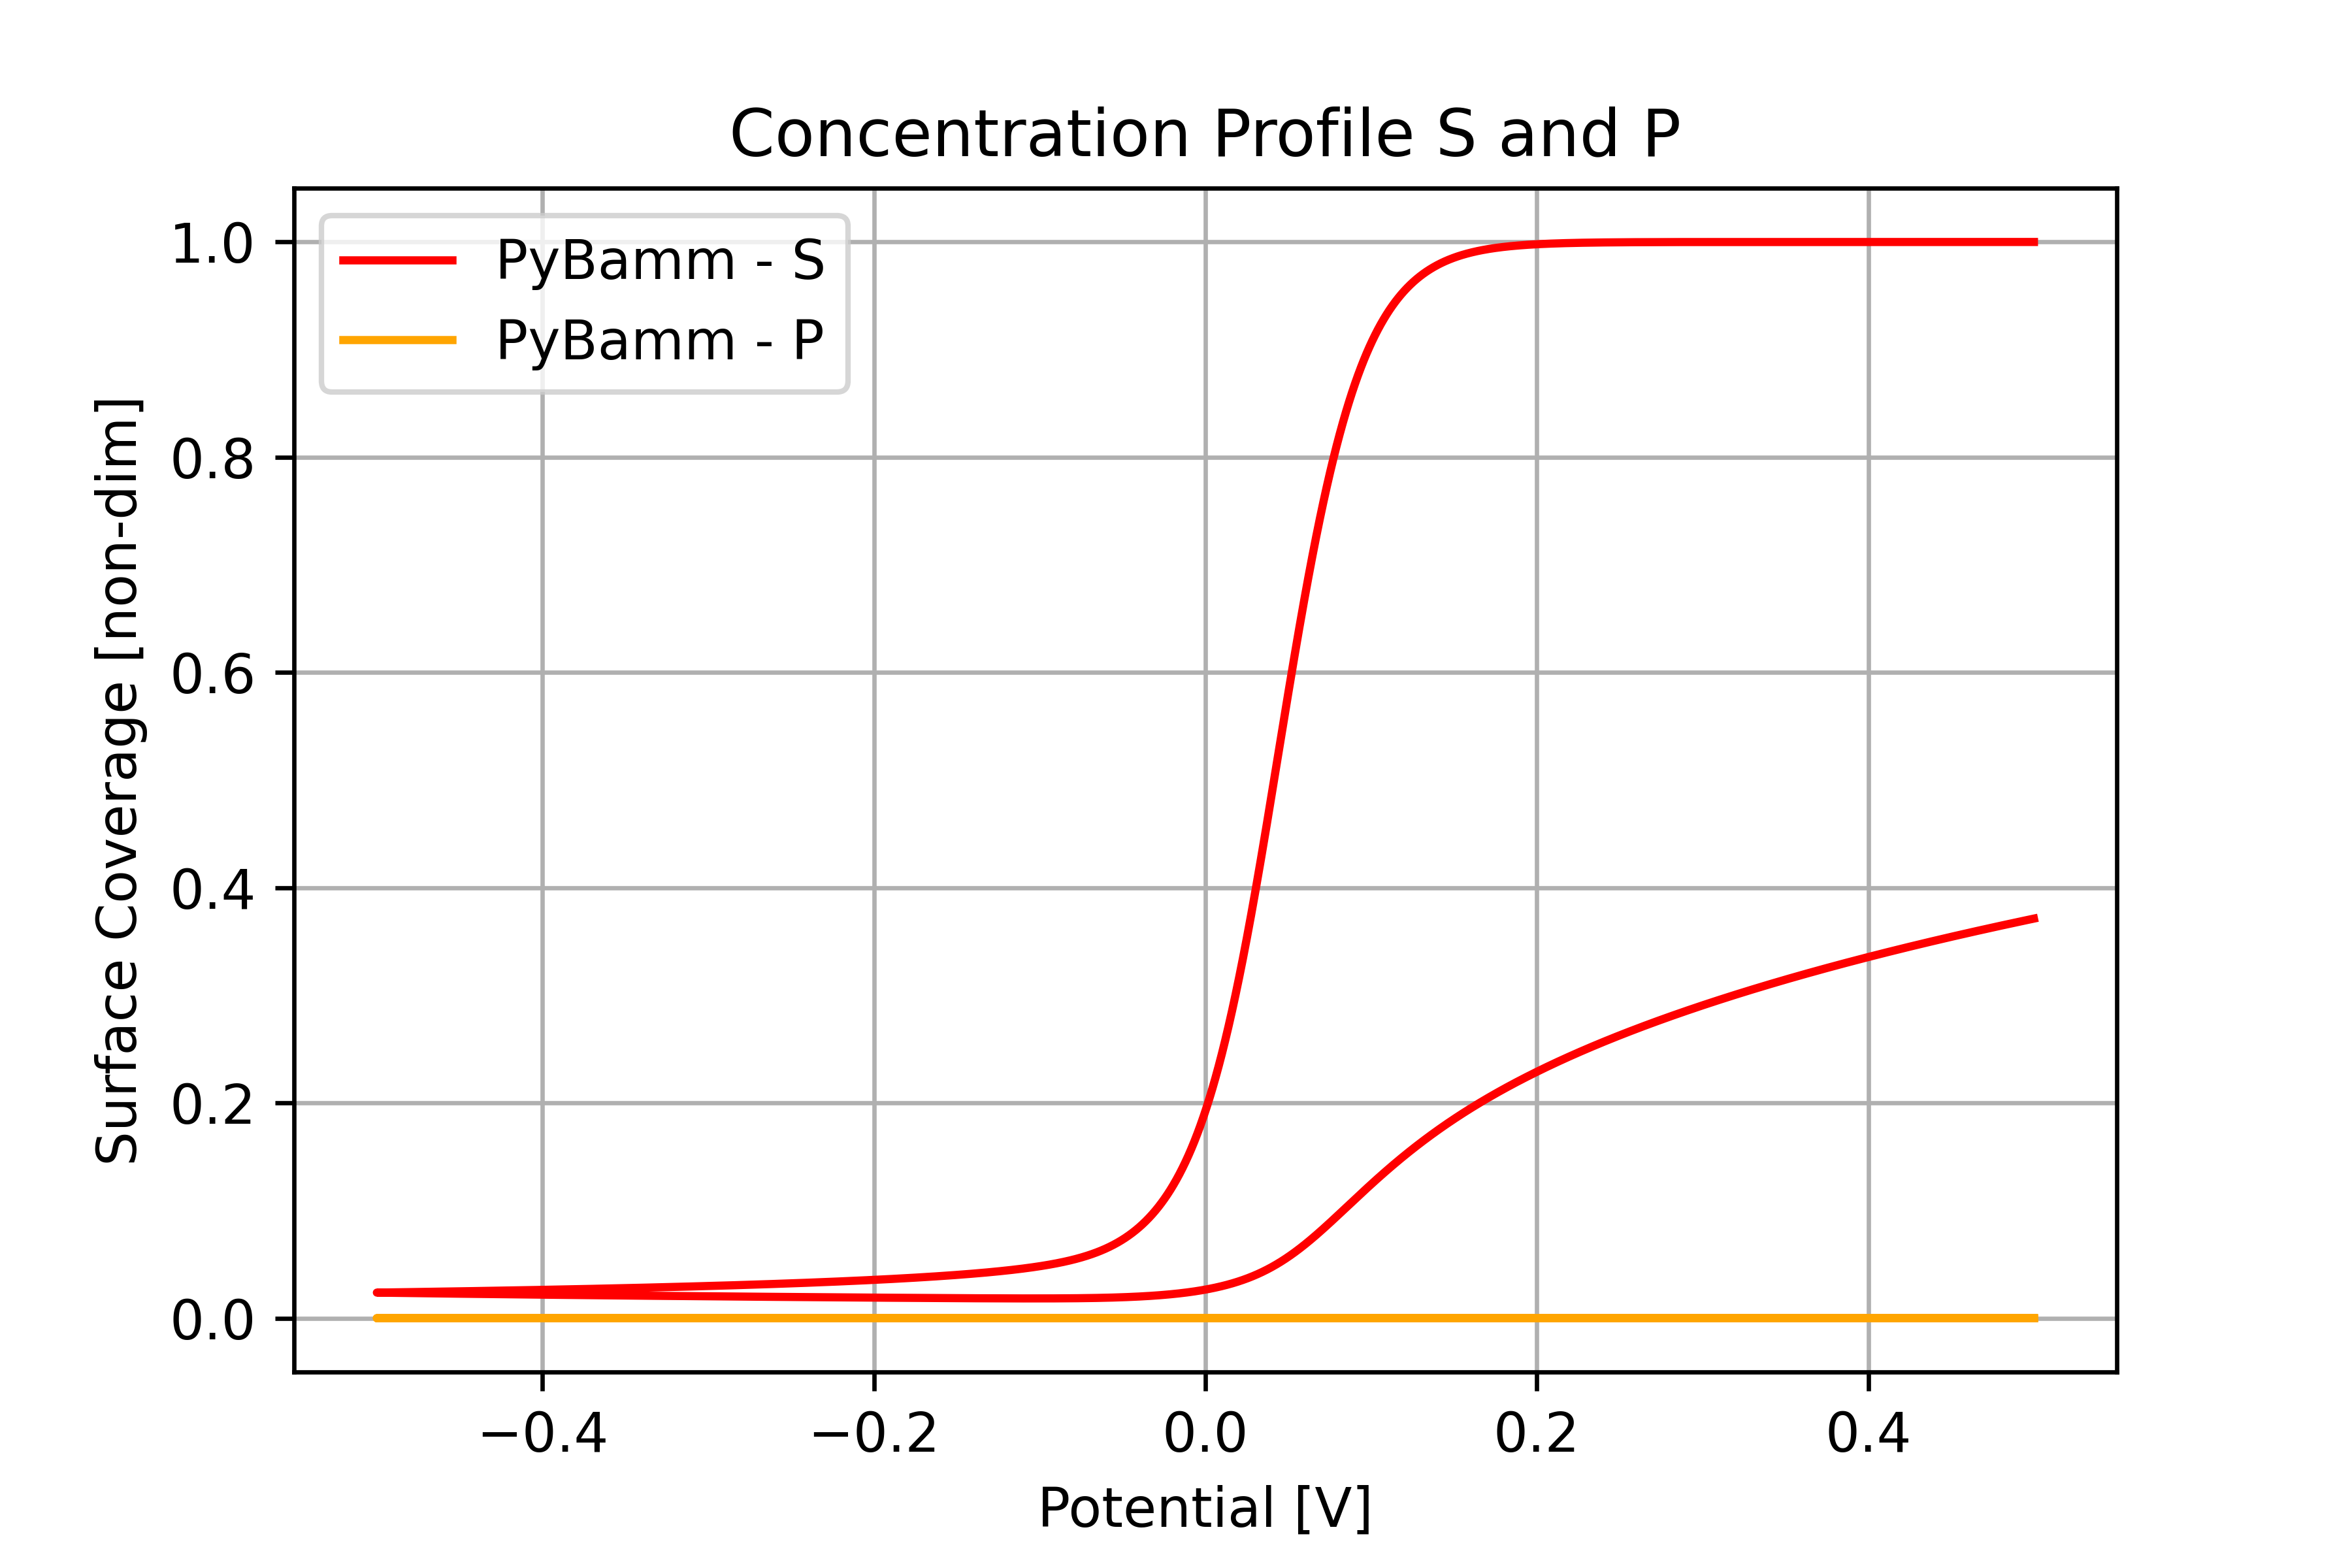 Concentration Profile S and P
PyBamm - S
PyBamm - P
Surface Coverage [non-dim]
1.0
0.8
0.6
0.4
0.2
0.0
−0.4 −0.2 0.0 0.2 0.4
Potential [V]